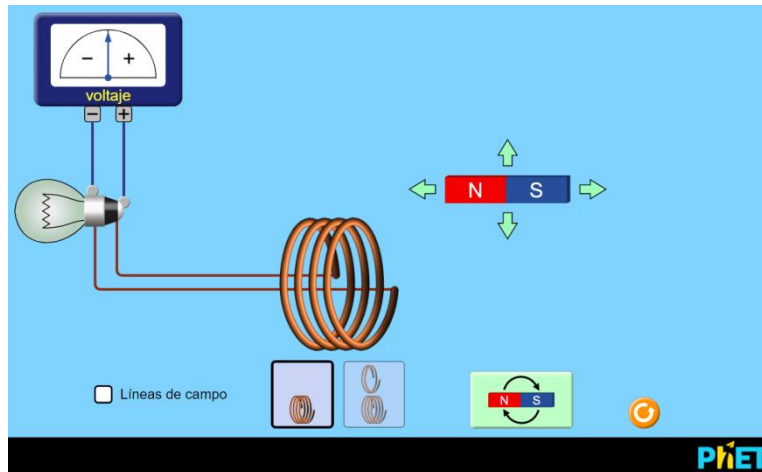 − +
voltaje
− +
N S
Líneas de campo
N S
PhET